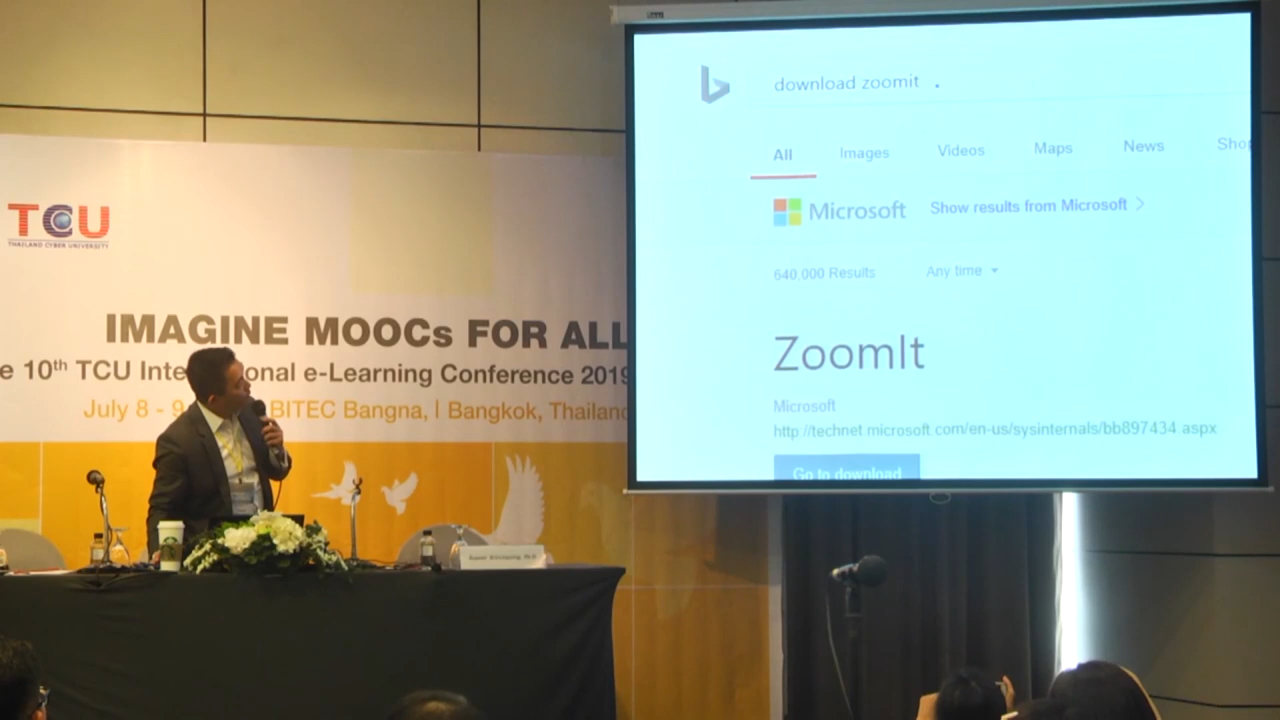 TCU
THAILAND CYBER UNIVERSITY
IMAGINE MOOCs FOR ALL
e 10th TCU Inte ional e-Learning Conference 2019
July 8 - 9 BITEC Bangna, | Bangkok, Thailand
download zoomit .
All Images Videos Maps News Shop
Microsoft Show results from Microsoft >
640,000 Results Any time
ZoomIt
Microsoft
http://technet.microsoft.com/en-us/sysinternals/bb897434.aspx
Go to download